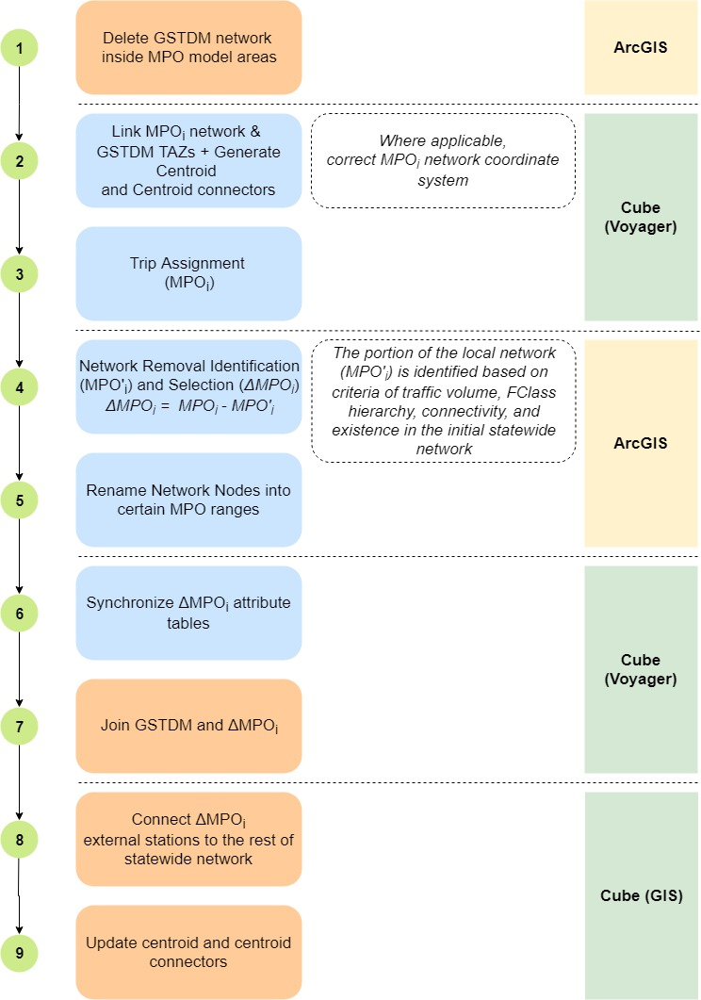 1
Delete GSTDM network
inside MPO model areas
ArcGIS
2
Link MPOi network &
GSTDM TAZs + Generate
Centroid
and Centroid connectors
Where applicable,
correct MPOi network coordinate
system
Cube
(Voyager)
3
Trip Assignment
(MPOi)
4
Network Removal Identification
(MPO'i) and Selection (ΔMPOi)
ΔMPOi = MPOi - MPO'i
The portion of the local network
(MPO'i) is identified based on
criteria of traffic volume, FClass
hierarchy, connectivity, and
existence in the initial statewide
network
ArcGIS
5
Rename Network Nodes into
certain MPO ranges
6
Synchronize ΔMPOi attribute
tables
Cube
(Voyager)
7
Join GSTDM and ΔMPOi
8
Connect ΔMPOi
external stations to the rest of
statewide network
Cube (GIS)
9
Update centroid and centroid
connectors